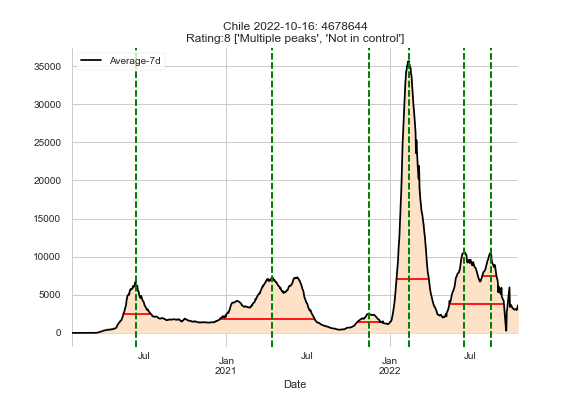 Chile 2022-10-16: 4678644
Rating:8 ['Multiple peaks', 'Not in control']
Average-7d
35000
30000
25000
20000
15000
10000
5000
0
Jul
Jan
2021
Jul
Jan
2022
Jul
Date